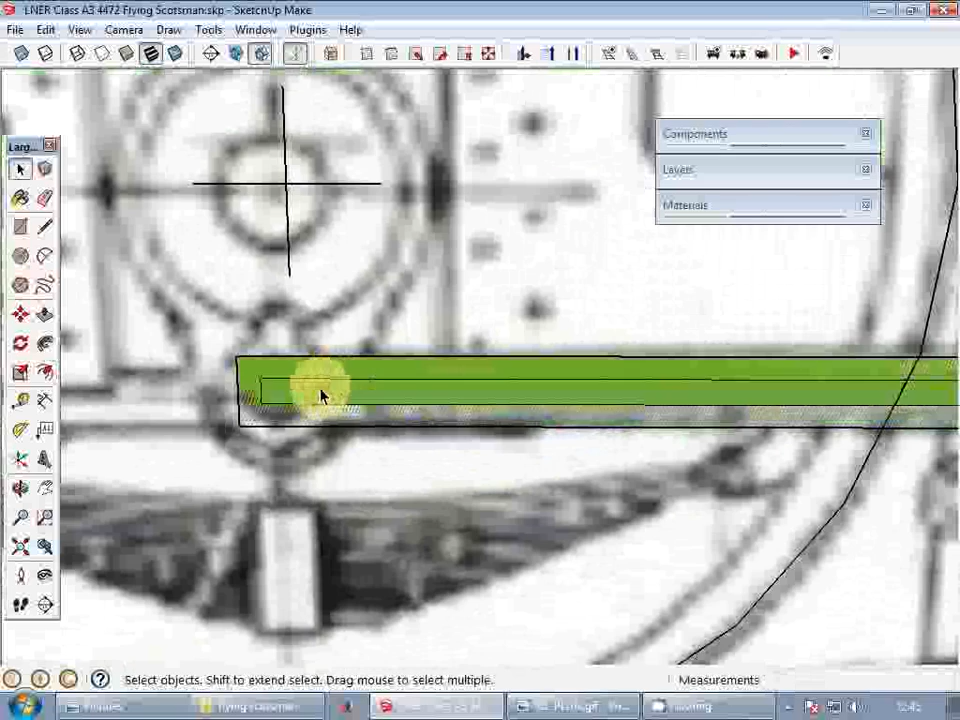 LNER Class A3 4472 Flying Scotsman.skp - SketchUp Make
File Edit View Camera Draw Tools Window Plugins Help
Larg...
Components
Layers
Materials
Select objects. Shift to extend select. Drag mouse to select multiple.
Measurements